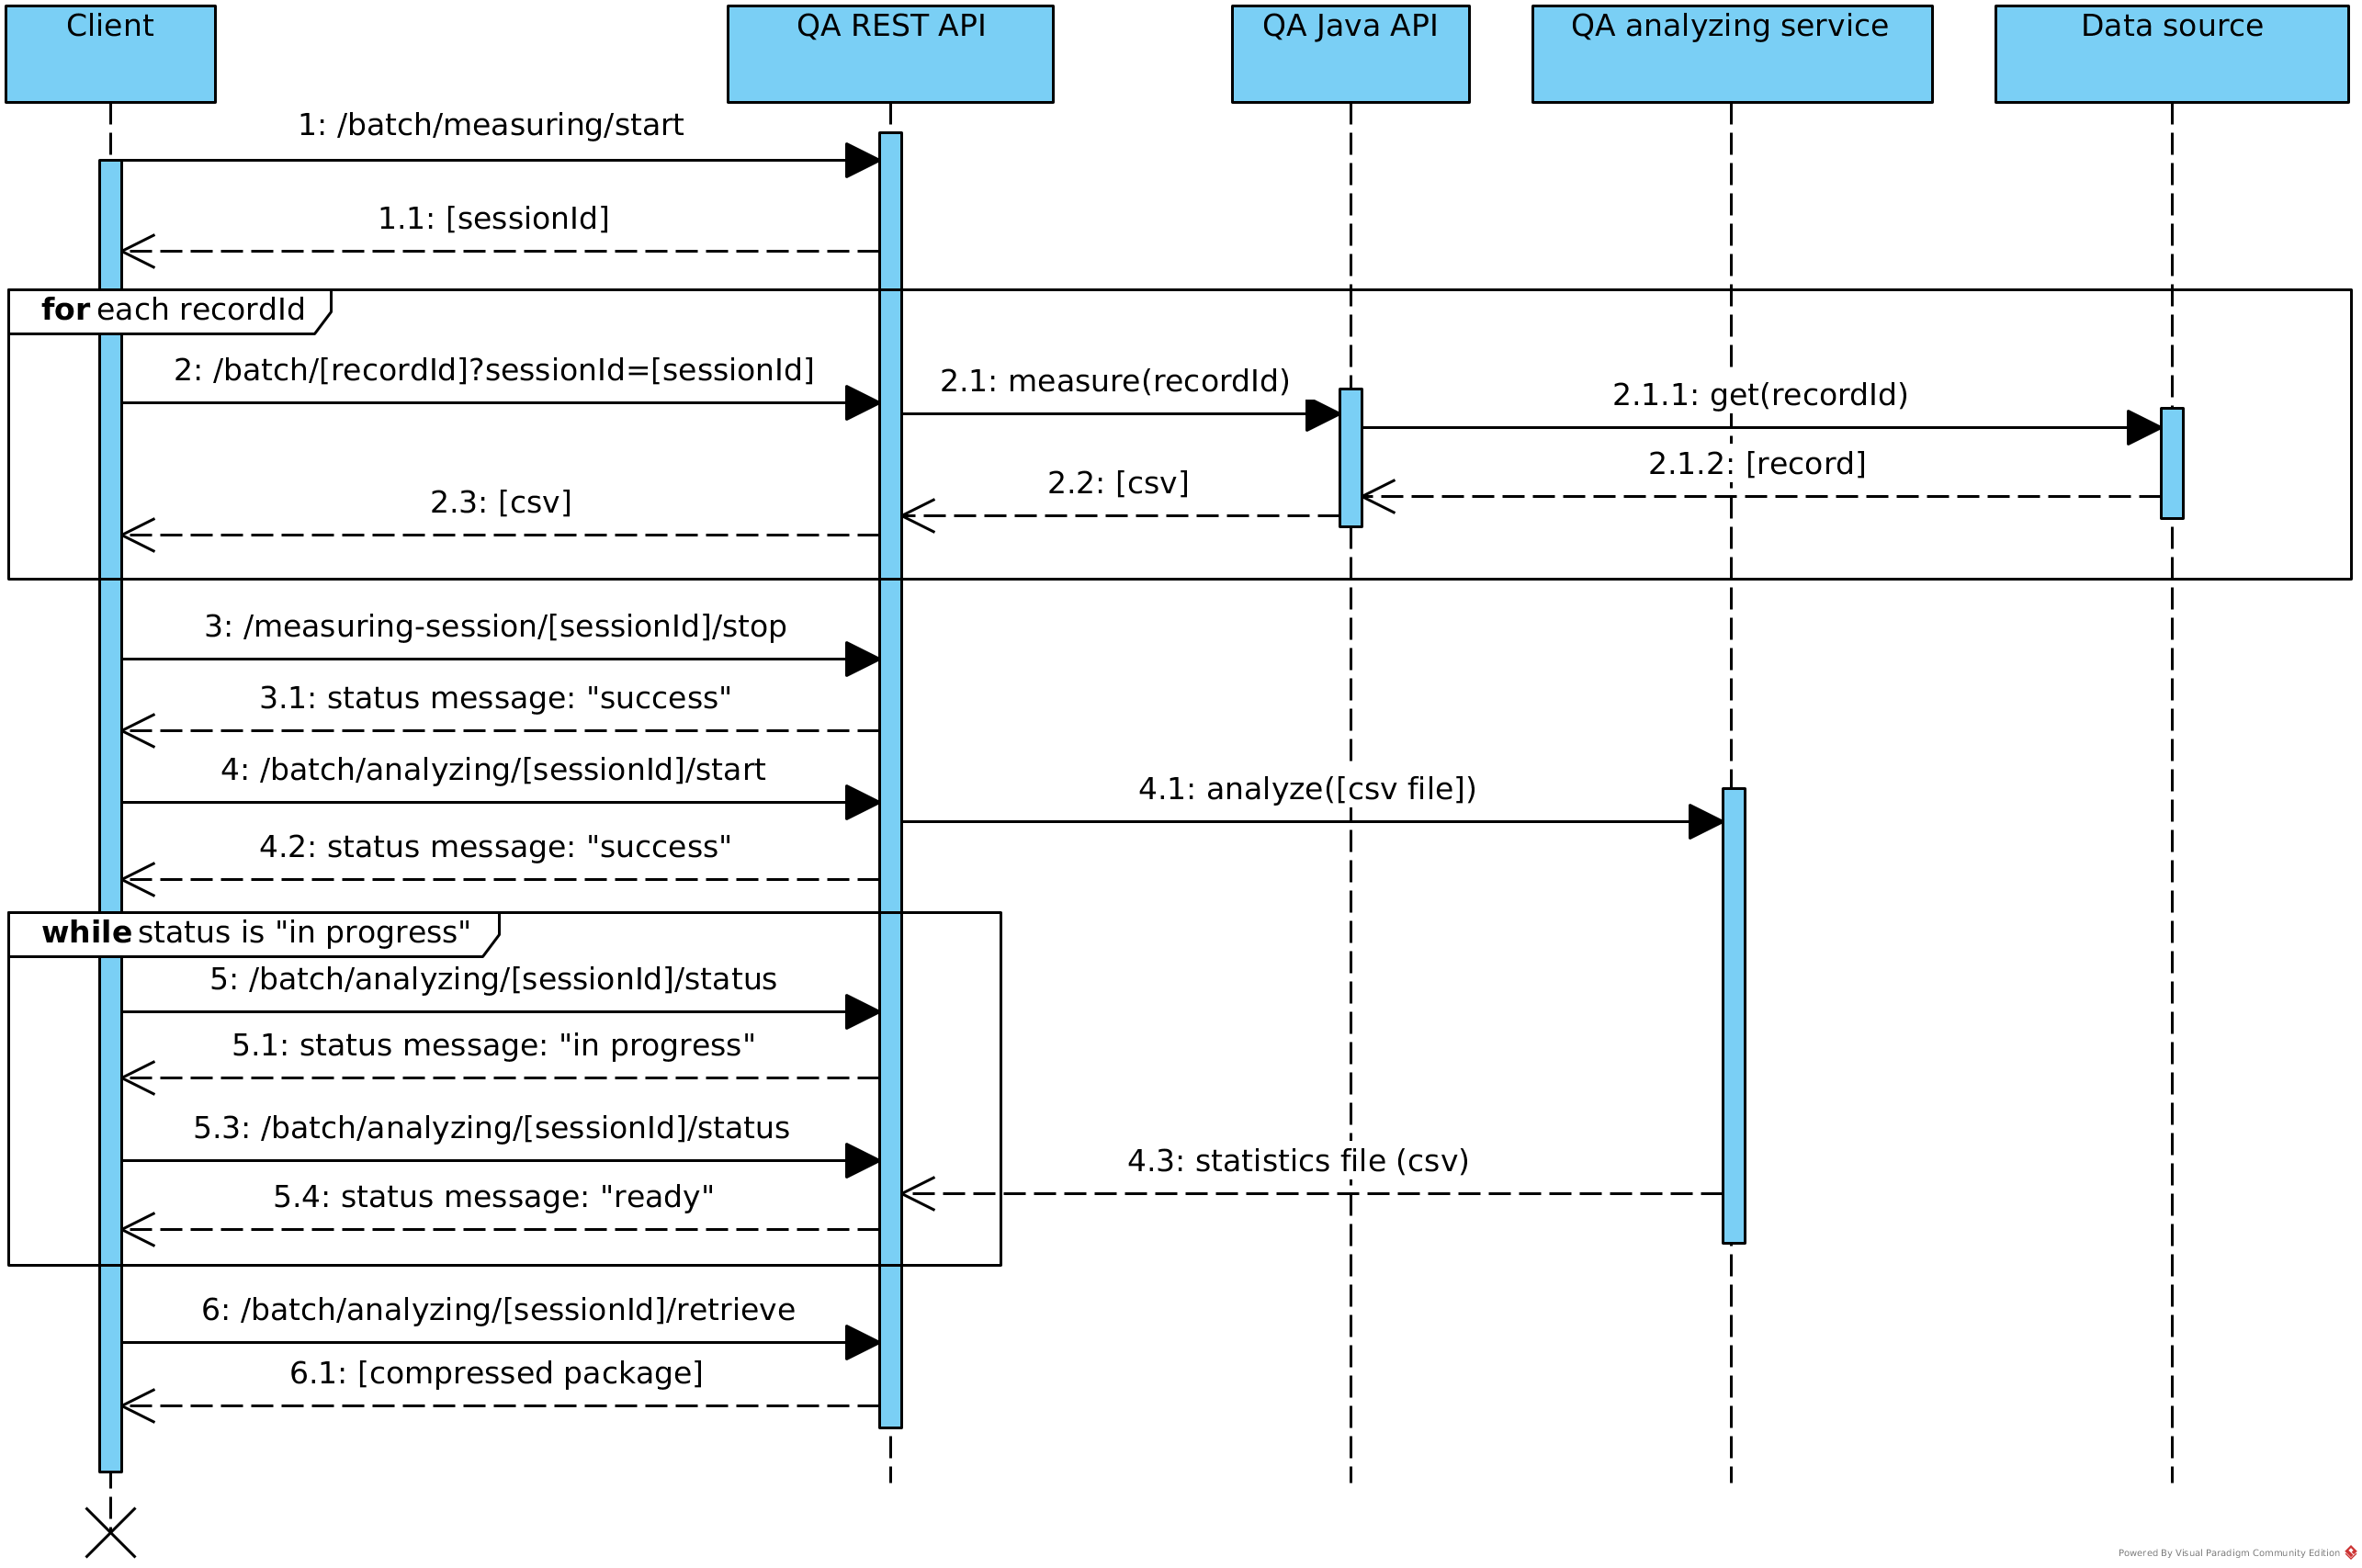 Client
QA REST API
QA Java API
QA analyzing service
Data source
1: /batch/measuring/start
1.1: [sessionId]
for each recordId
2: /batch/[recordId]?sessionId=[sessionId]
2.1: measure(recordId)
2.1.1: get(recordId)
2.1.2: [record]
2.2: [csv]
2.3: [csv]
3: /measuring-session/[sessionId]/stop
3.1: status message: "success"
4: /batch/analyzing/[sessionId]/start
4.1: analyze([csv file])
4.2: status message: "success"
while status is "in progress"
5: /batch/analyzing/[sessionId]/status
5.1: status message: "in progress"
5.3: /batch/analyzing/[sessionId]/status
4.3: statistics file (csv)
5.4: status message: "ready"
6: /batch/analyzing/[sessionId]/retrieve
6.1: [compressed package]
Powered By Visual Paradigm Community Edition